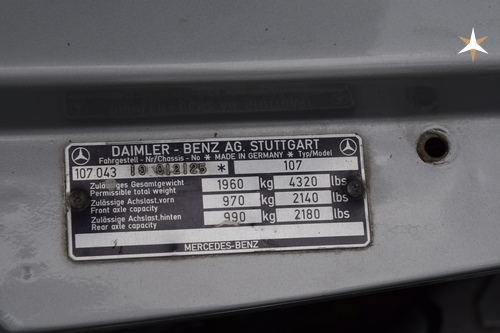 DAIMLER - BENZ AG. STUTTGART
Fahrgestell - Nr/Chassis - No * MADE IN GERMANY * Typ/Model
107 043 * 107
Zulässiges Gesamtgewicht
Permissible total weight 1960 kg 4320 lbs
Zulässige Achslast.vorn
Front axle capacity 970 kg 2140 lbs
Zulässige Achslast.hinten
Rear axle capacity 990 kg 2180 lbs
MERCEDES-BENZ